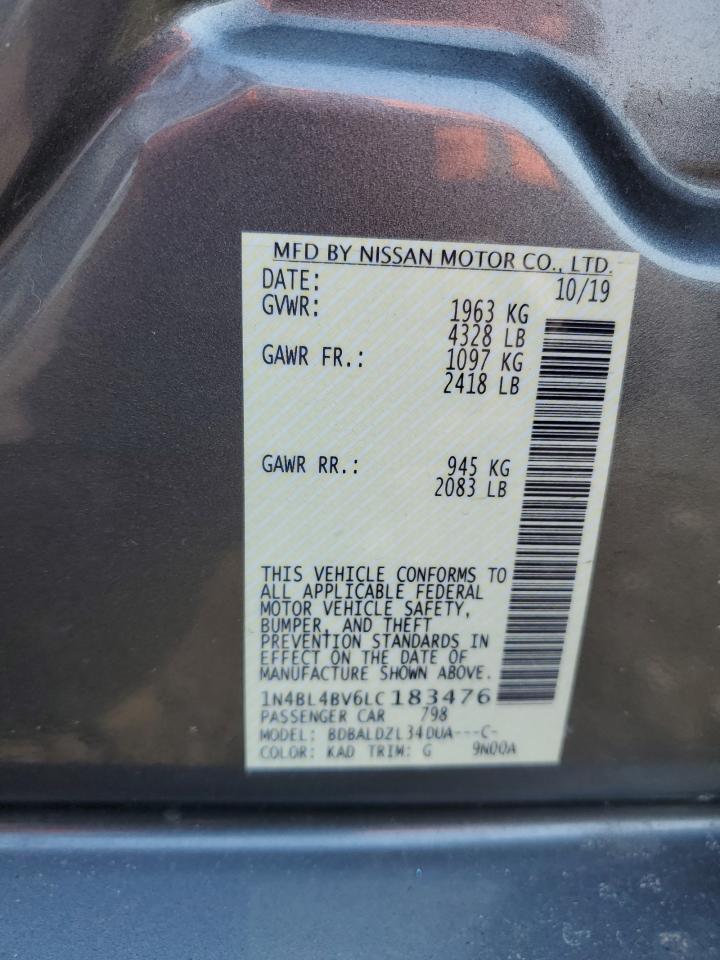 MFD BY NISSAN MOTOR CO., LTD.
DATE: 10/19
GVWR: 1963 KG
4328 LB
GAWR FR.: 1097 KG
2418 LB
GAWR RR.: 945 KG
2083 LB
THIS VEHICLE CONFORMS TO
ALL APPLICABLE FEDERAL
MOTOR VEHICLE SAFETY,
BUMPER, AND THEFT
PREVENTION STANDARDS IN
EFFECT ON THE DATE OF
MANUFACTURE SHOWN ABOVE.
1N4BL4BV6LC183476
PASSENGER CAR 798
MODEL: BDBALDZL34DUA---C-
COLOR: KAD TRIM: G 9N00A